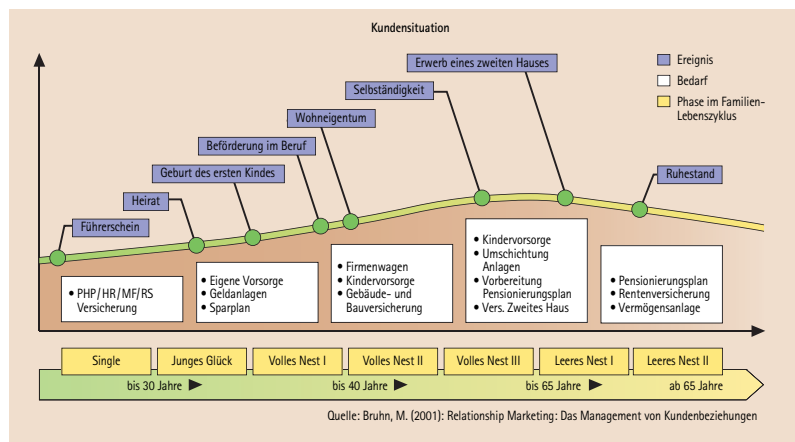 Kundensituation
Ereignis
Bedarf
Phase im Familien-
Lebenszyklus
Erwerb eines zweiten Hauses
Selbständigkeit
Wohneigentum
Beförderung im Beruf
Geburt des ersten Kindes
Heirat
Führerschein
Ruhestand
• PHP/HR/MF/RS
Versicherung
• Eigene Vorsorge
• Geldanlagen
• Sparplan
• Firmenwagen
• Kindervorsorge
• Gebäude- und
Bauversicherung
• Kindervorsorge
• Umschichtung
Anlagen
• Vorbereitung
Pensionierungsplan
• Vers. Zweites Haus
• Pensionierungsplan
• Rentenversicherung
• Vermögensanlage
Single
Junges Glück
Volles Nest I
Volles Nest II
Volles Nest III
Leeres Nest I
Leeres Nest II
bis 30 Jahre
bis 40 Jahre
bis 65 Jahre
ab 65 Jahre
Quelle: Bruhn, M. (2001): Relationship Marketing: Das Management von Kundenbeziehungen